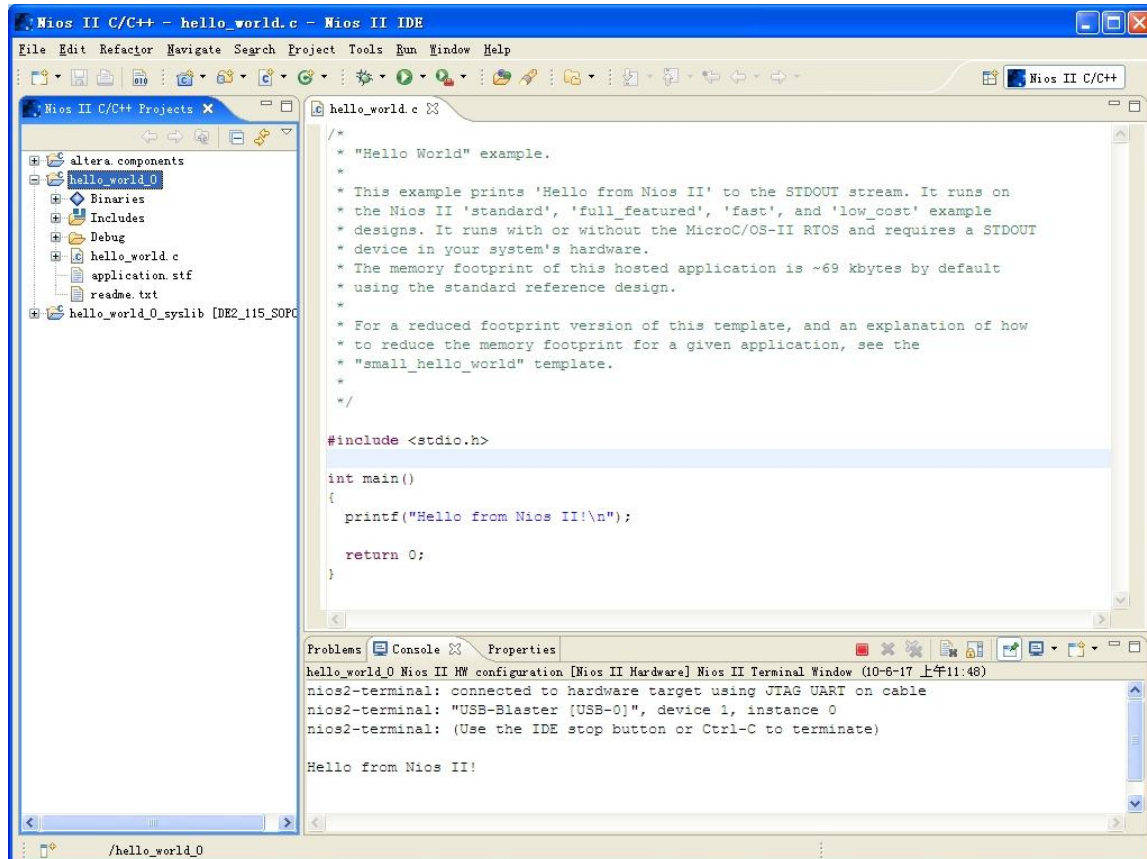 Nios II C/C++ - hello_world.c - Nios II IDE
File Edit Refactor Navigate Search Project Tools Run Window Help
Nios II C/C++
Nios II C/C++ Projects
altera.components
hello_world_0
Binaries
Includes
Debug
hello_world.c
application.stf
readme.txt
hello_world_0_syslib [DE2_115_SOPC
hello_world.c
/*
* "Hello World" example.
*
* This example prints 'Hello from Nios II' to the STDOUT stream. It runs on
* the Nios II 'standard', 'full_featured', 'fast', and 'low_cost' example
* designs. It runs with or without the MicroC/OS-II RTOS and requires a STDOUT
* device in your system's hardware.
* The memory footprint of this hosted application is ~69 kbytes by default
* using the standard reference design.
*
* For a reduced footprint version of this template, and an explanation of how
* to reduce the memory footprint for a given application, see the
* "small_hello_world" template.
*
*/
#include <stdio.h>
int main()
{
printf("Hello from Nios II!\n");
return 0;
}
Problems Console Properties
hello_world_0 Nios II HW configuration [Nios II Hardware] Nios II Terminal Window (10-6-17 上午11:48)
nios2-terminal: connected to hardware target using JTAG UART on cable
nios2-terminal: "USB-Blaster [USB-0]", device 1, instance 0
nios2-terminal: (Use the IDE stop button or Ctrl-C to terminate)
Hello from Nios II!
/hello_world_0